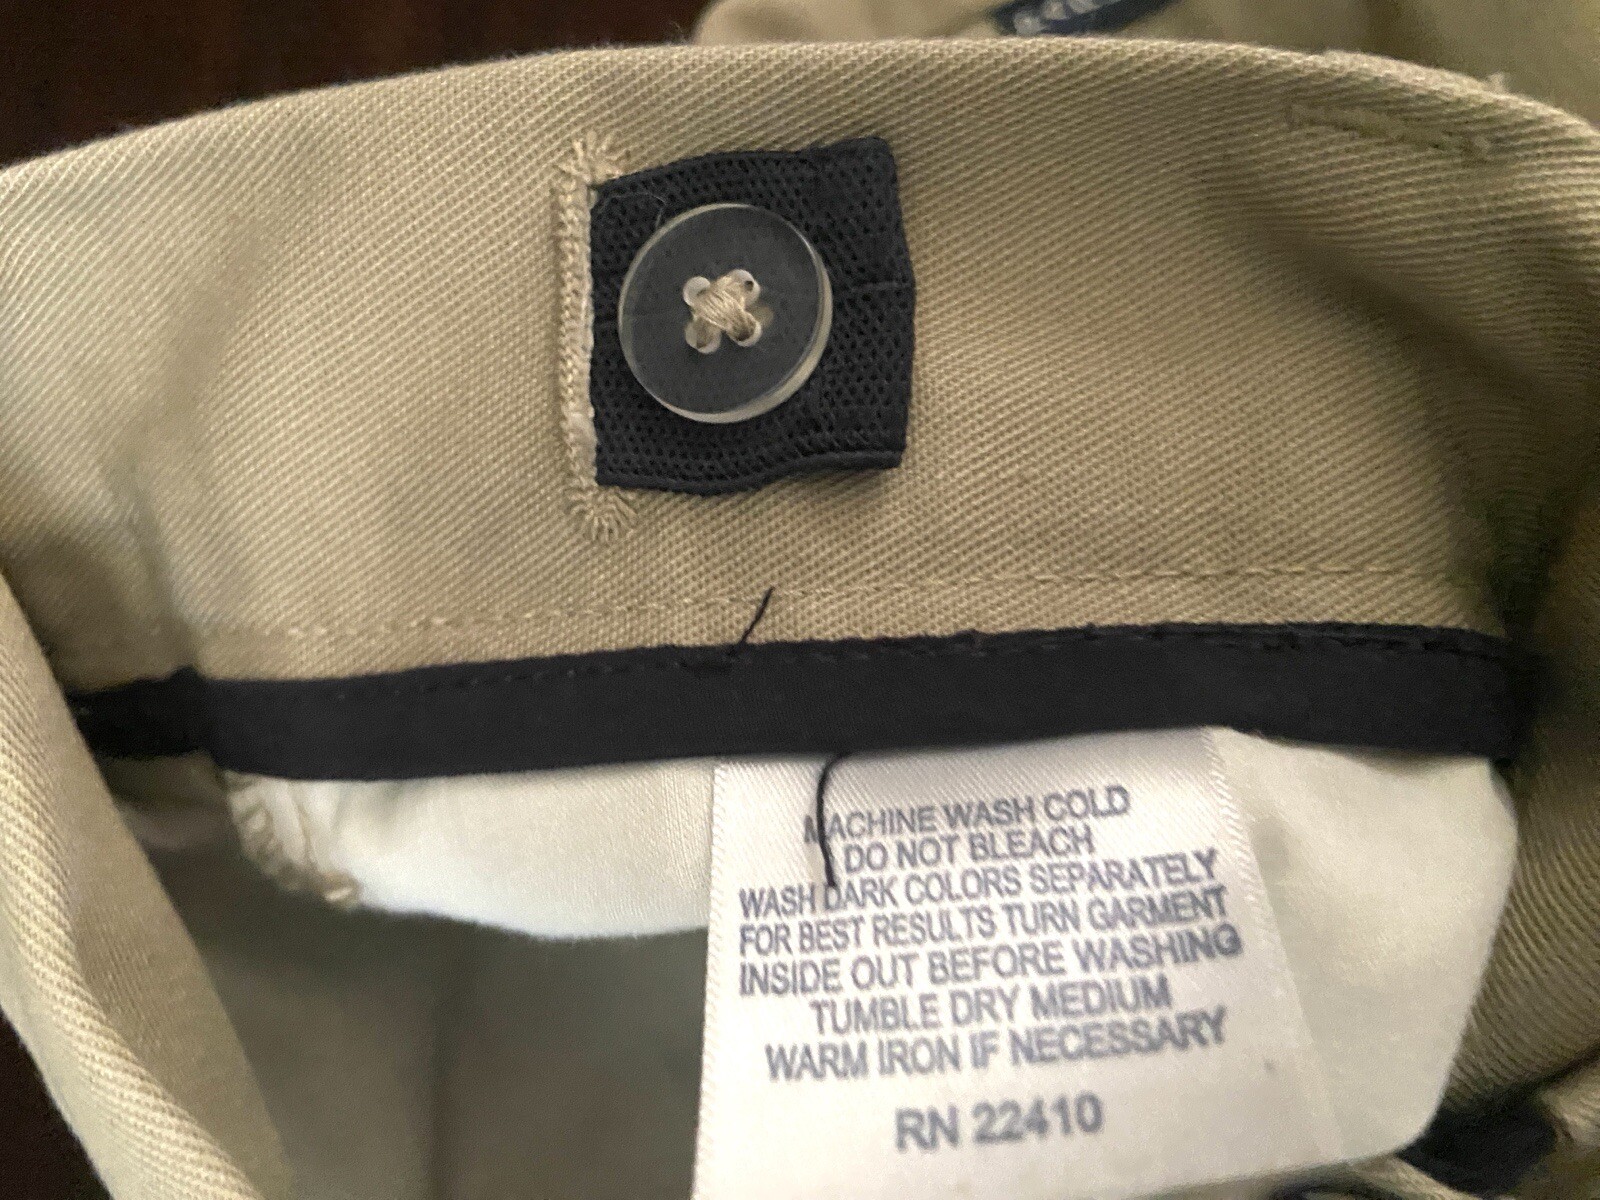 MACHINE WASH COLD
DO NOT BLEACH
WASH DARK COLORS SEPARATELY
FOR BEST RESULTS TURN GARMENT
INSIDE OUT BEFORE WASHING
TUMBLE DRY MEDIUM
WARM IRON IF NECESSARY
RN 22410